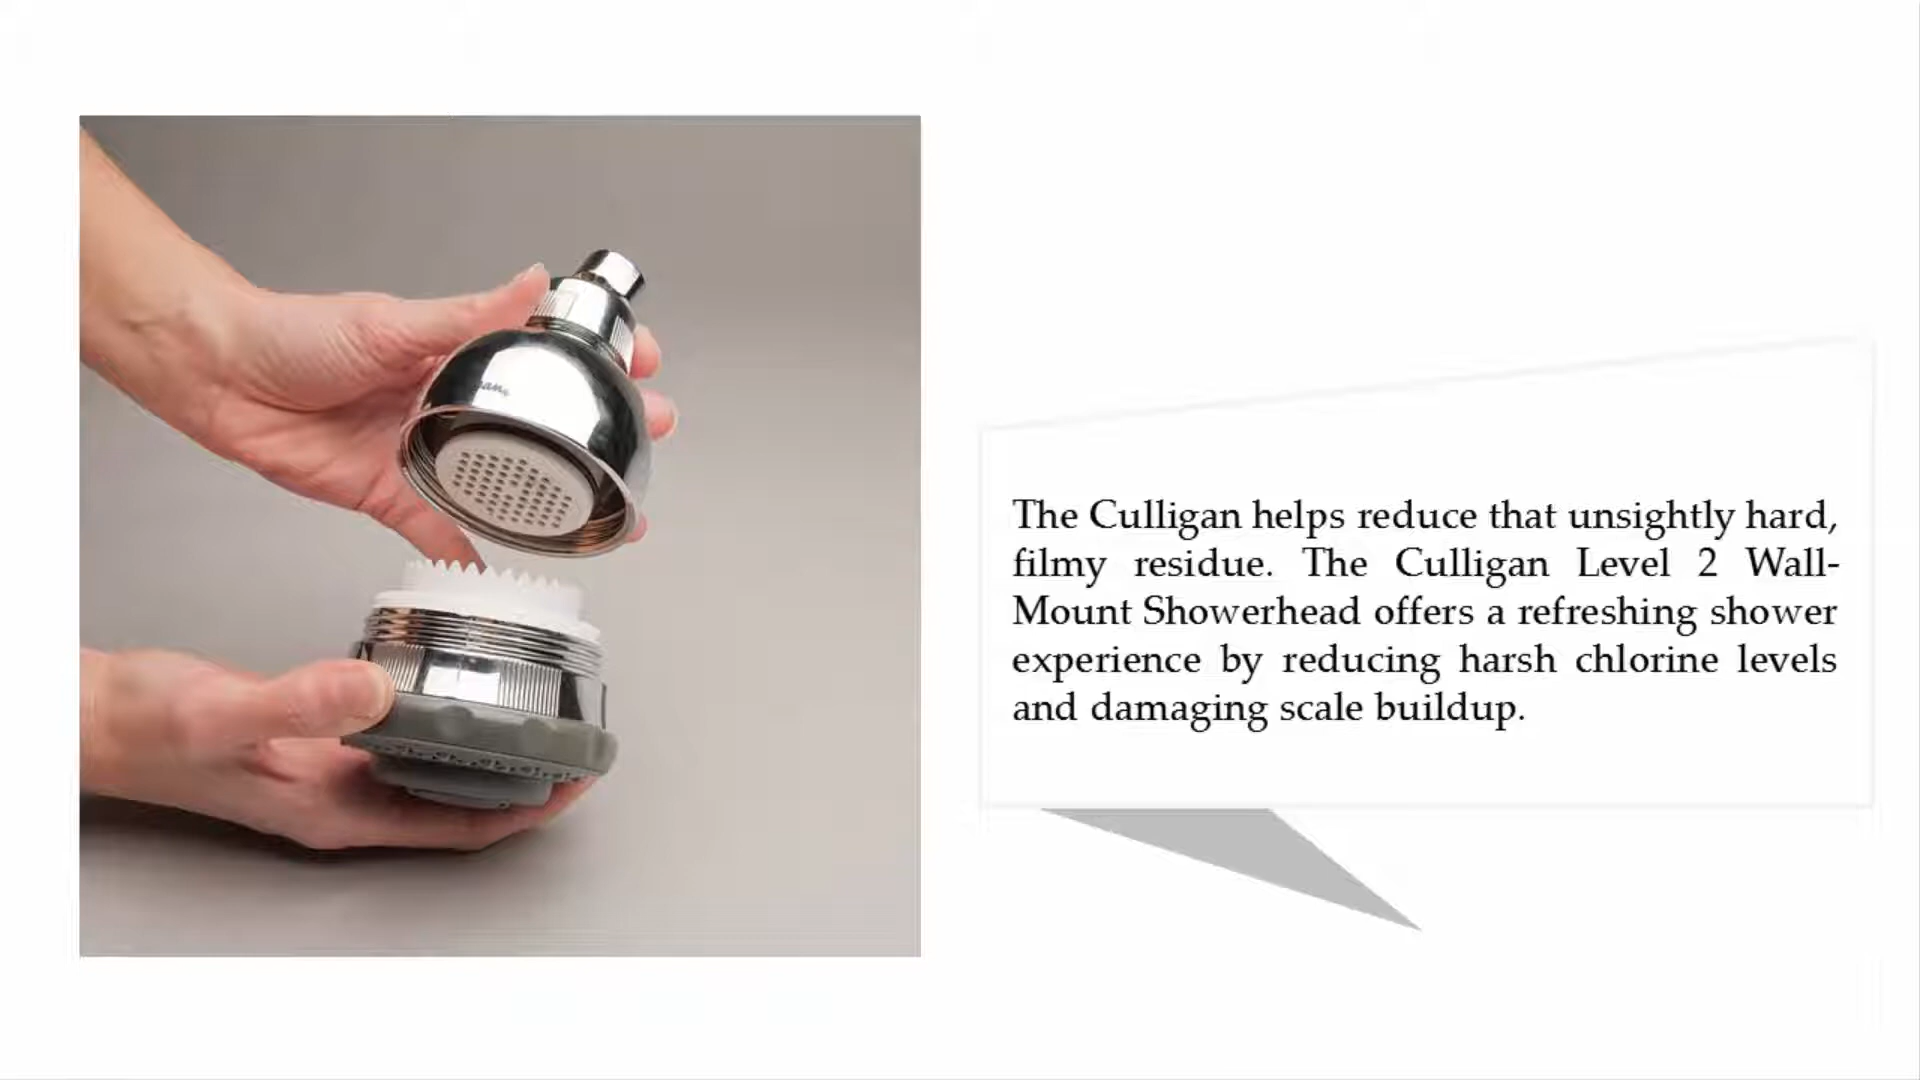 The Culligan helps reduce that unsightly hard,
filmy residue. The Culligan Level 2 Wall-
Mount Showerhead offers a refreshing shower
experience by reducing harsh chlorine levels
and damaging scale buildup.